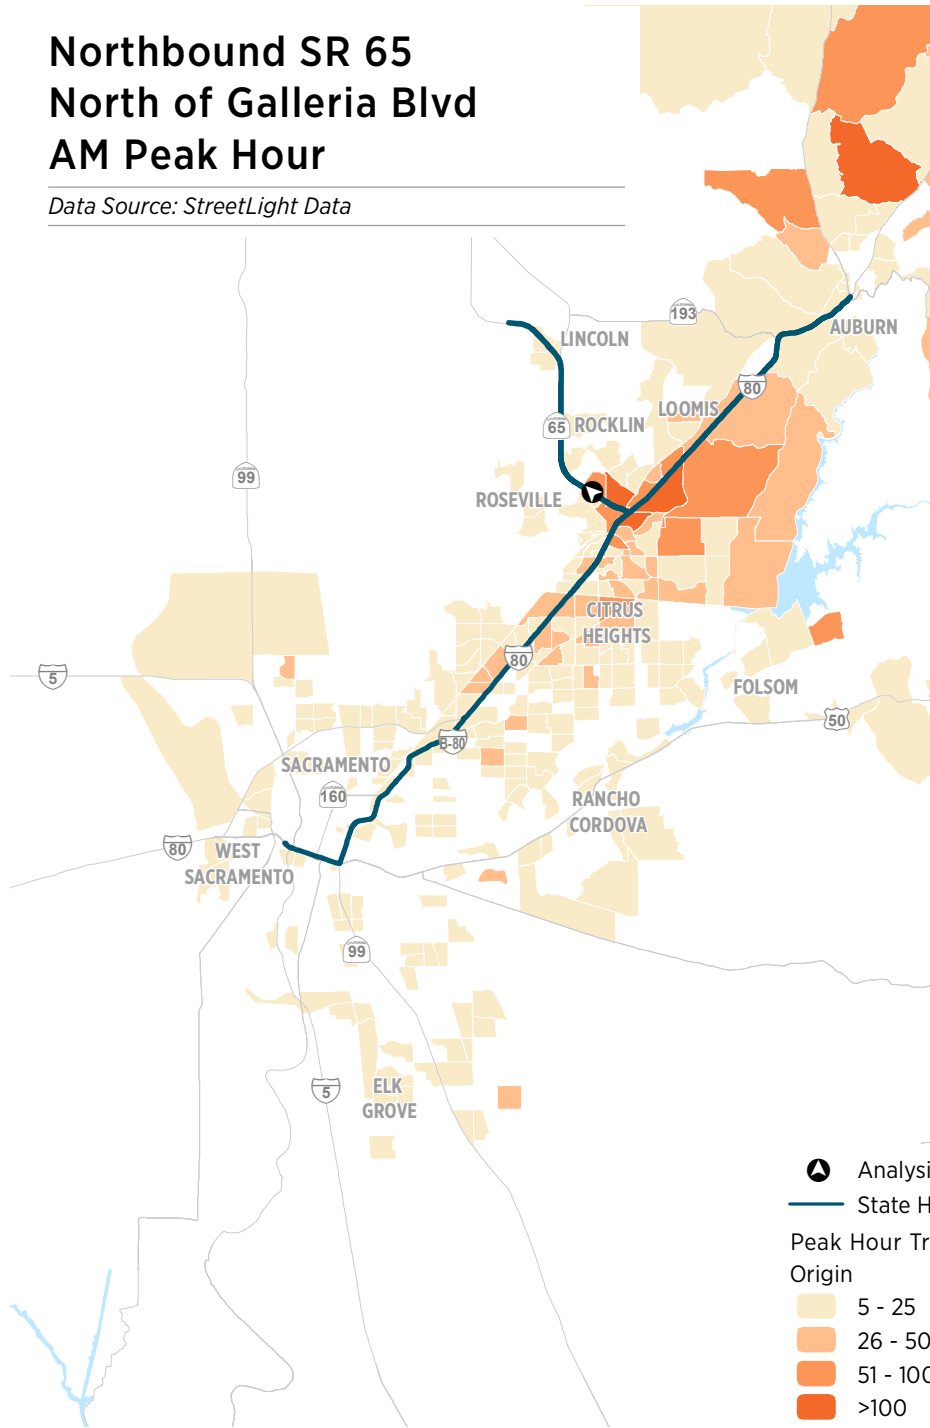 Northbound SR 65
North of Galleria Blvd
AM Peak Hour
Data Source: StreetLight Data
193
AUBURN
LINCOLN
80
LOOMIS
65
ROCKLIN
99
ROSEVILLE
CITRUS
HEIGHTS
80
5
FOLSOM
50
B-80
SACRAMENTO
160
RANCHO
CORDOVA
80
WEST
SACRAMENTO
99
5
ELK
GROVE
Analysi
State H
Peak Hour Tr
Origin
5 - 25
26 - 50
51 - 100
>100